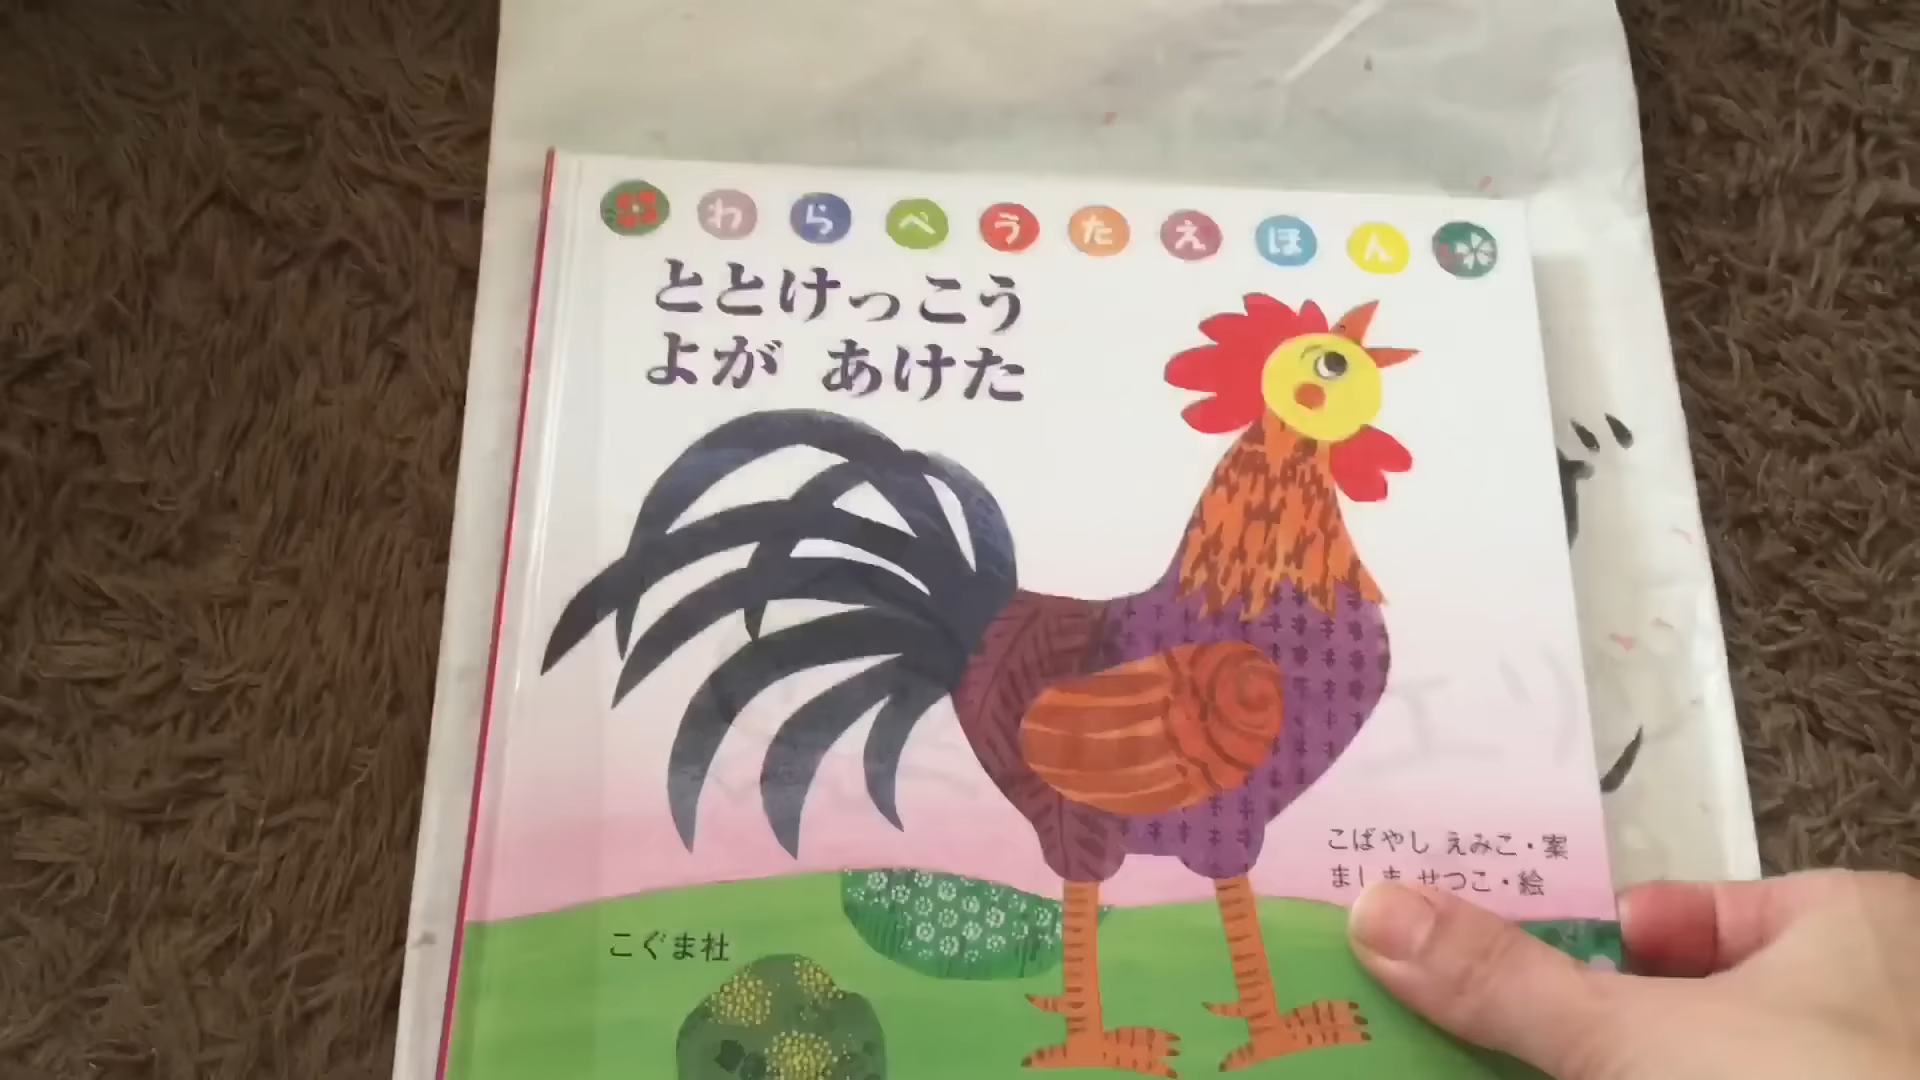 わらべうたえほん
ととけっこう
よが あけた
こばやし えみこ・案
ましま せつこ・絵
こぐま社